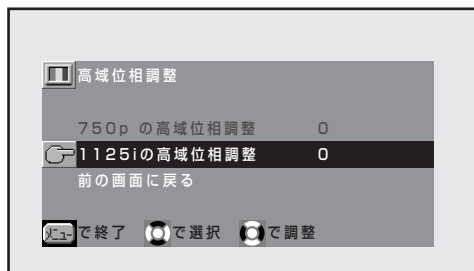 高域位相調整
750p の高域位相調整 0
1125iの高域位相調整 0
前の画面に戻る
メニューで終了 で選択 で調整